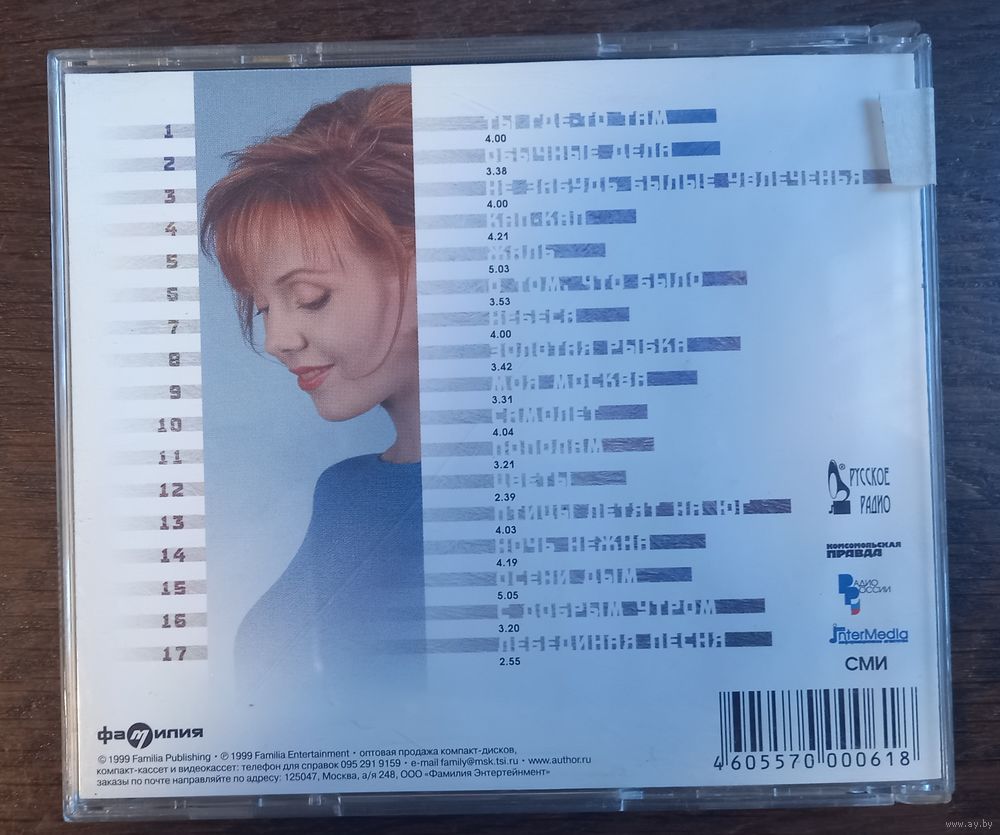 1 ТЫ ГДЕ-ТО ТАМ
4.00
2 ОБЫЧНЫЕ ДЕЛА
3.38
3 НЕ ЗАБУДЬ БЫЛЫЕ УВЛЕЧЕНЬЯ
4.00
4 КАП-КАП
4.21
5 ЖАЛЬ
5.03
6 О ТОМ, ЧТО БЫЛО
3.53
7 НЕБЕСА
4.00
8 ЗОЛОТАЯ РЫБКА
3.42
9 МОЯ МОСКВА
3.31
10 САМОЛЕТ
4.04
11 ПОПОЛАМ
3.21
12 ЦВЕТЫ
2.39
13 ПТИЦЫ ЛЕТЯТ НА ЮГ
4.03
14 НОЧЬ НЕЖНА
4.19
15 ОСЕНИ ДЫМ
5.05
16 С ДОБРЫМ УТРОМ
3.20
17 ЛЕБЕДИНАЯ ПЕСНЯ
2.55
РУССКОЕ
РАДИО
КОМСОМОЛЬСКАЯ
ПРАВДА
РАДИО
РОССИИ
InterMedia
СМИ
фаmилия
© 1999 Familia Publishing • ℗ 1999 Familia Entertainment • оптовая продажа компакт-дисков,
компакт-кассет и видеокассет: телефон для справок 095 291 9159 • e-mail family@msk.tsi.ru • www.author.ru
заказы по почте направляйте по адресу: 125047, Москва, а/я 248, ООО «Фамилия Энтертейнмент»
4 605570 000618
www.ay.by